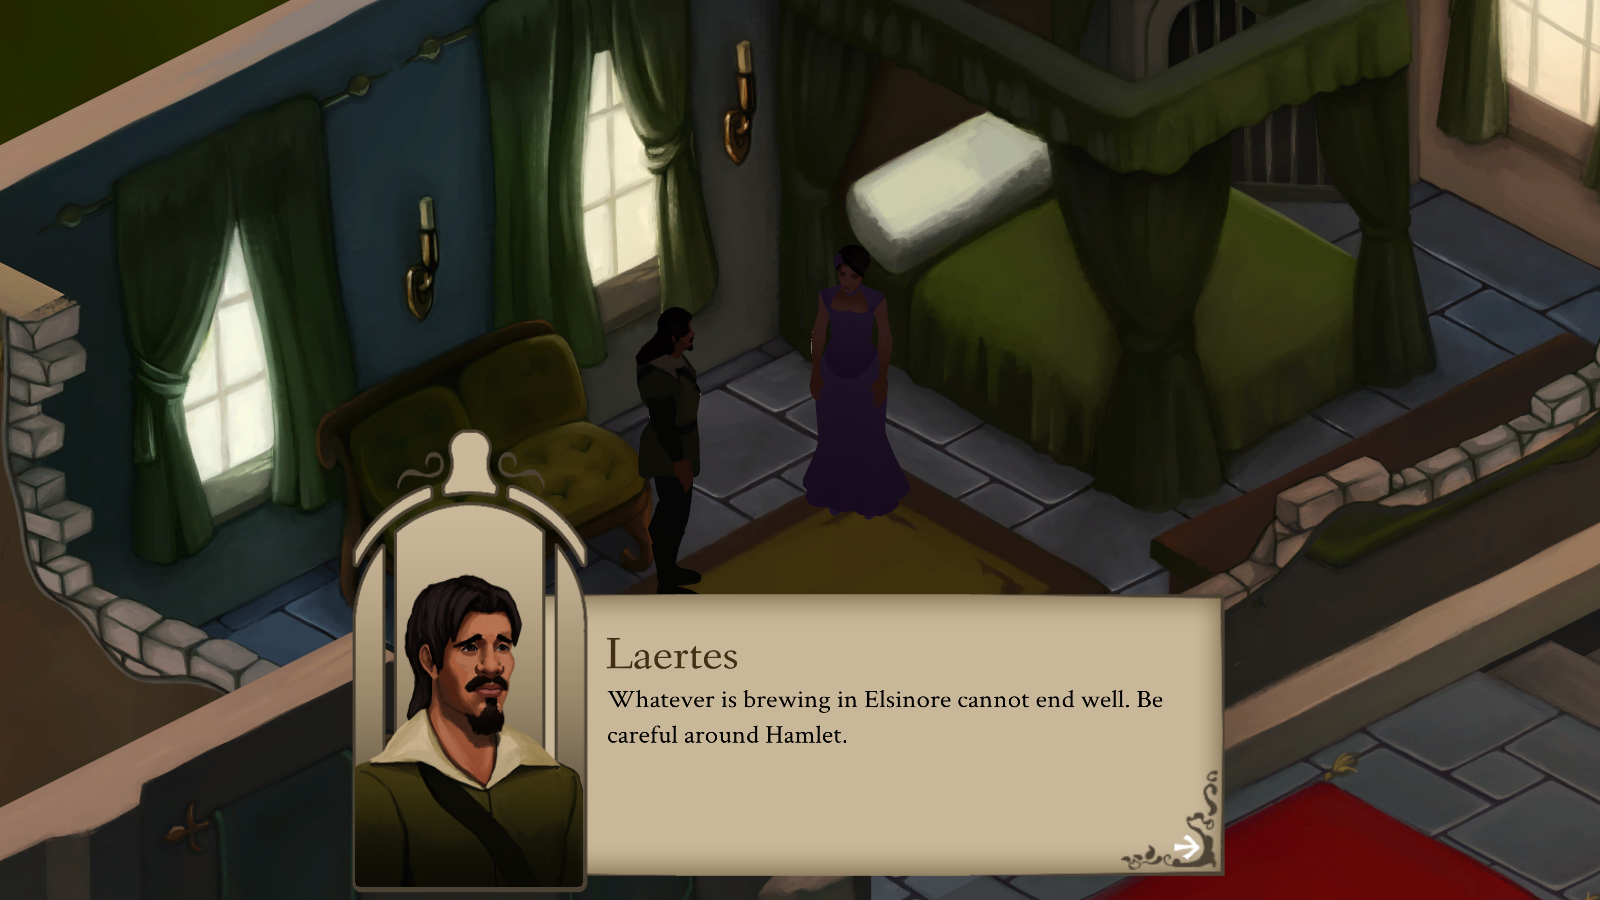 Laertes
Whatever is brewing in Elsinore cannot end well. Be
careful around Hamlet.